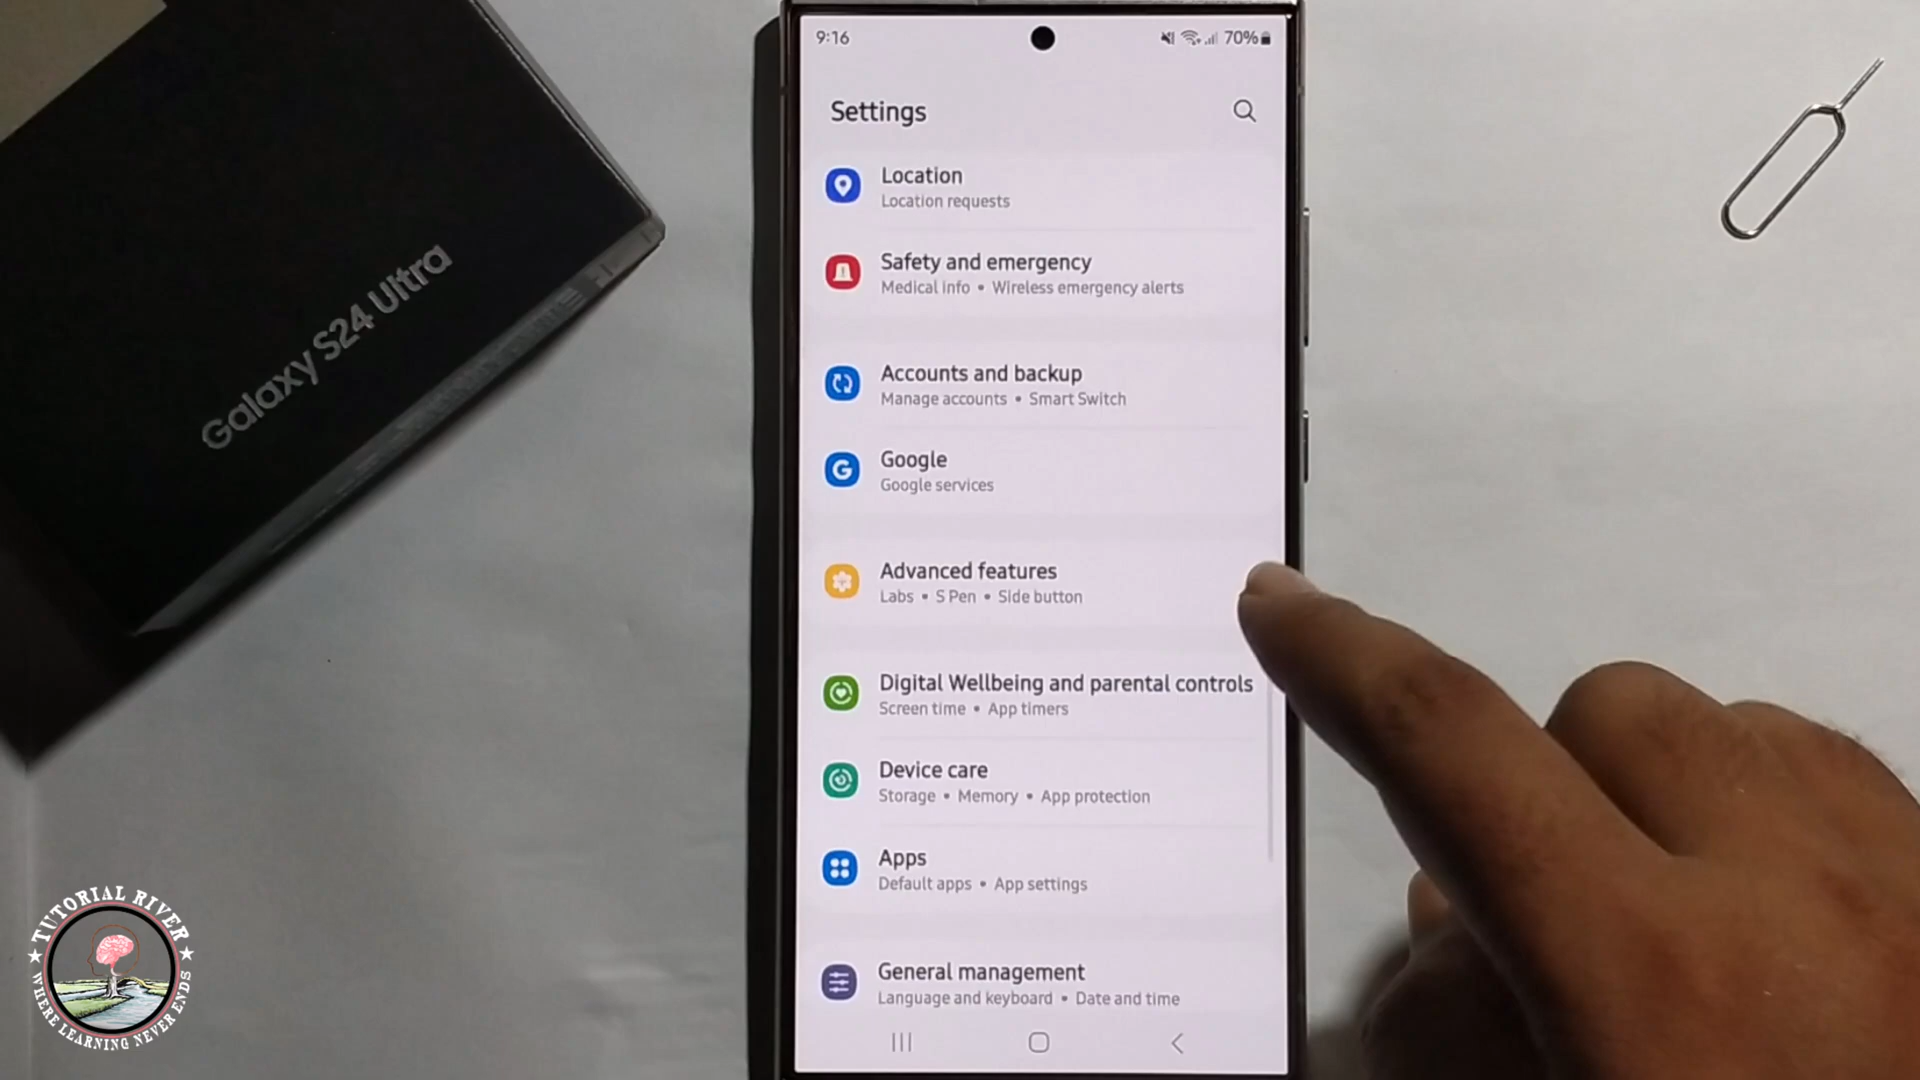 9:16
70%
Settings
Location
Location requests
Safety and emergency
Medical info • Wireless emergency alerts
Accounts and backup
Manage accounts • Smart Switch
Google
Google services
Advanced features
Labs • S Pen • Side button
Digital Wellbeing and parental controls
Screen time • App timers
Device care
Storage • Memory • App protection
Apps
Default apps • App settings
General management
Language and keyboard • Date and time
Galaxy S24 Ultra
TUTORIAL RIVER
WHERE LEARNING NEVER ENDS